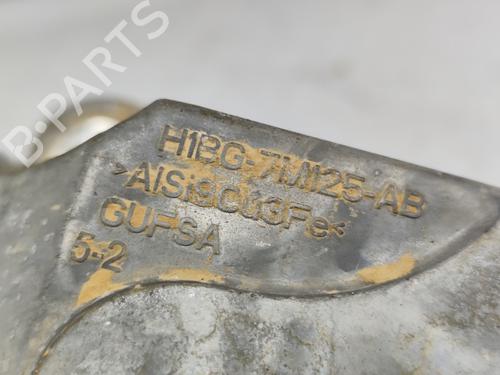 H1BG-7M125-AB
>AlSi9Cu3Fe<
GUFSA
5-2
B-PARTS